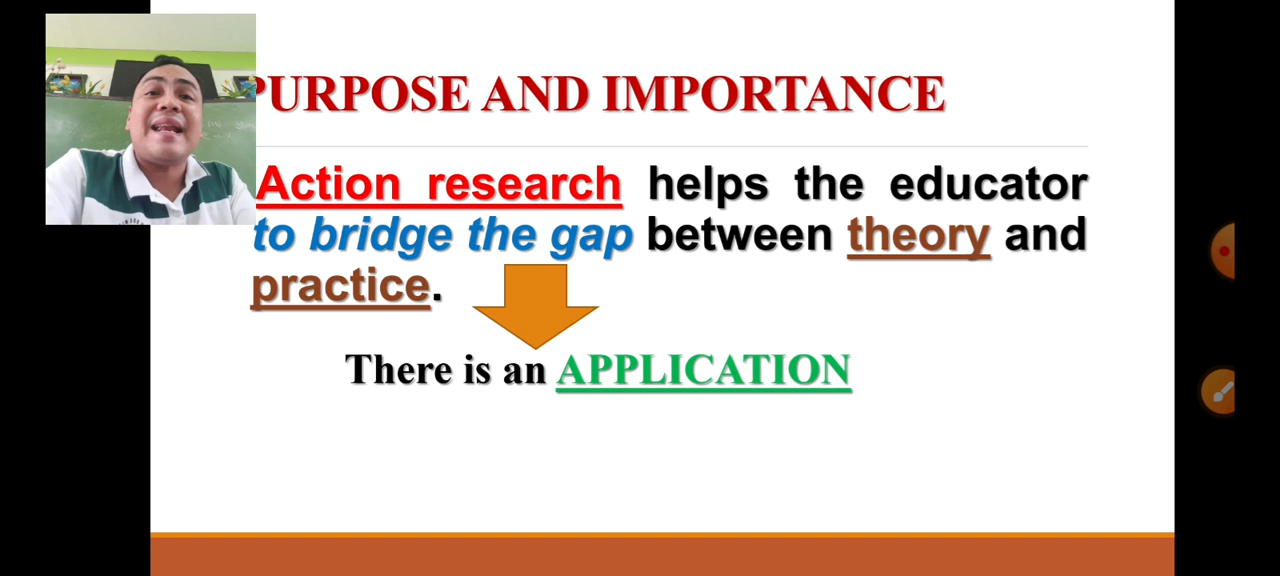 PURPOSE AND IMPORTANCE
Action research helps the educator
to bridge the gap between theory and
practice.
There is an APPLICATION